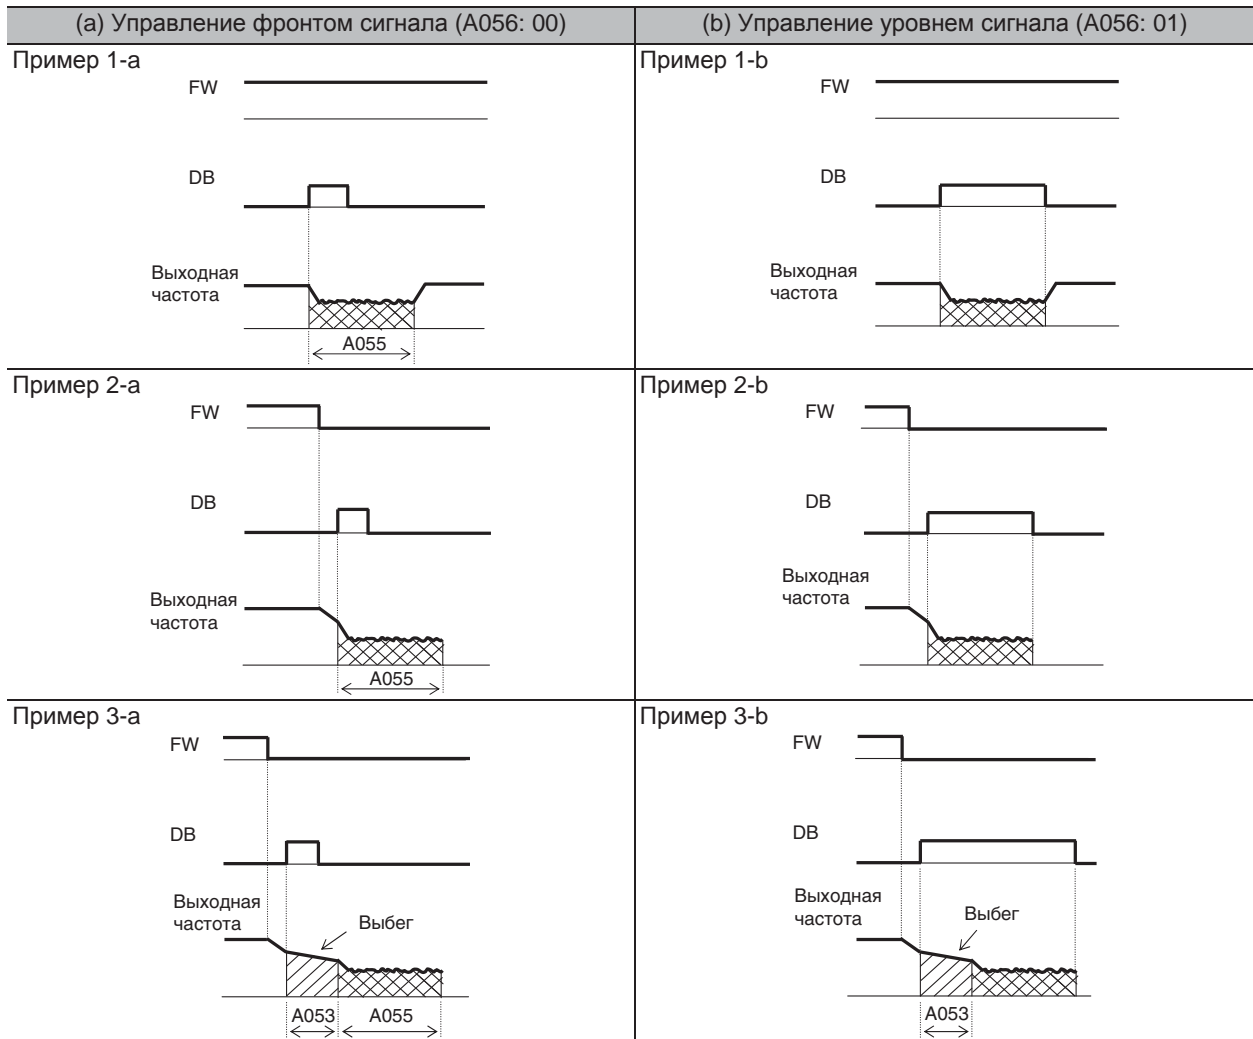 (a) Управление фронтом сигнала (A056: 00)
(b) Управление уровнем сигнала (A056: 01)
Пример 1-a
FW
DB
Выходная
частота
A055
Пример 1-b
FW
DB
Выходная
частота
Пример 2-a
FW
DB
Выходная
частота
A055
Пример 2-b
FW
DB
Выходная
частота
Пример 3-a
FW
DB
Выходная
частота
Выбег
A053
A055
Пример 3-b
FW
DB
Выходная
частота
Выбег
A053